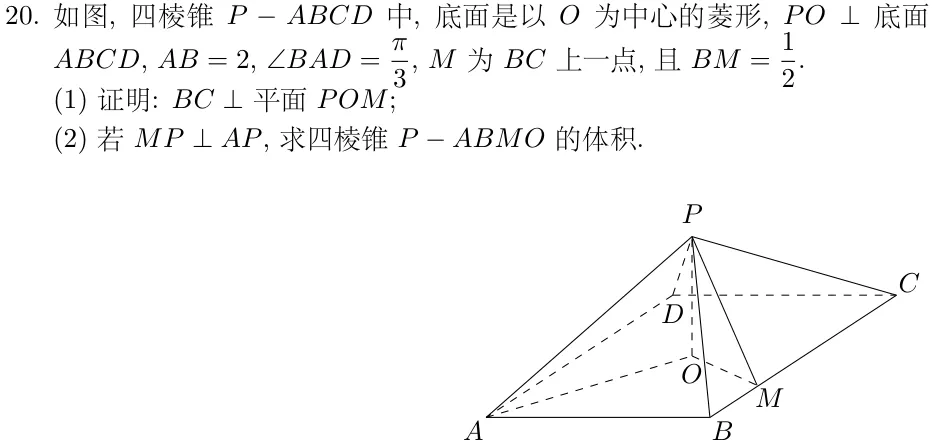 20. 如图, 四棱锥 P − ABCD 中, 底面是以 O 为中心的菱形, PO ⊥ 底面
ABCD, AB = 2, ∠BAD = π/3, M 为 BC 上一点, 且 BM = 1/2.
(1) 证明: BC ⊥ 平面 POM;
(2) 若 MP ⊥ AP, 求四棱锥 P − ABMO 的体积.
P
C
D
O
M
A
B